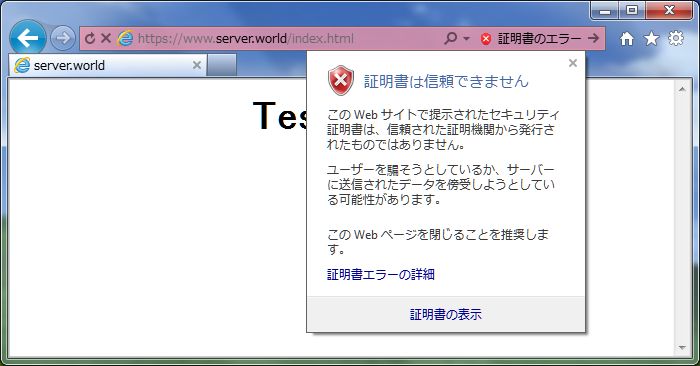 https://www.server.world/index.html
証明書のエラー
server.world
Tes
証明書は信頼できません
この Web サイトで提示されたセキュリティ
証明書は、信頼された証明機関から発行さ
れたものではありません。
ユーザーを騙そうとしているか、サーバー
に送信されたデータを傍受しようとしてい
る可能性があります。
この Web ページを閉じることを推奨しま
す。
証明書エラーの詳細
証明書の表示